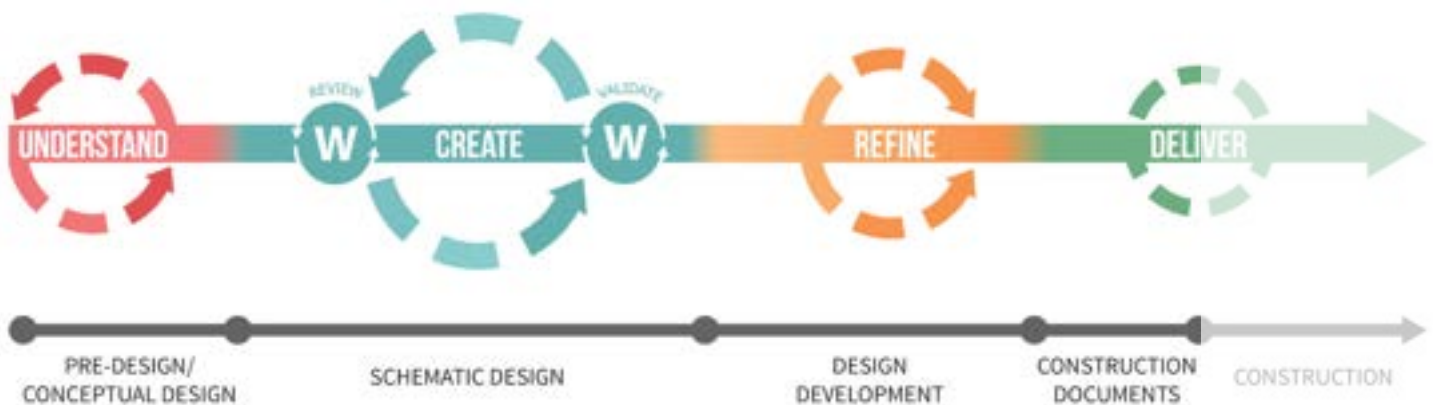 REVIEW
VALIDATE
UNDERSTAND
W
CREATE
W
REFINE
DELIVER
PRE-DESIGN/
CONCEPTUAL DESIGN
SCHEMATIC DESIGN
DESIGN
DEVELOPMENT
CONSTRUCTION
DOCUMENTS
CONSTRUCTION